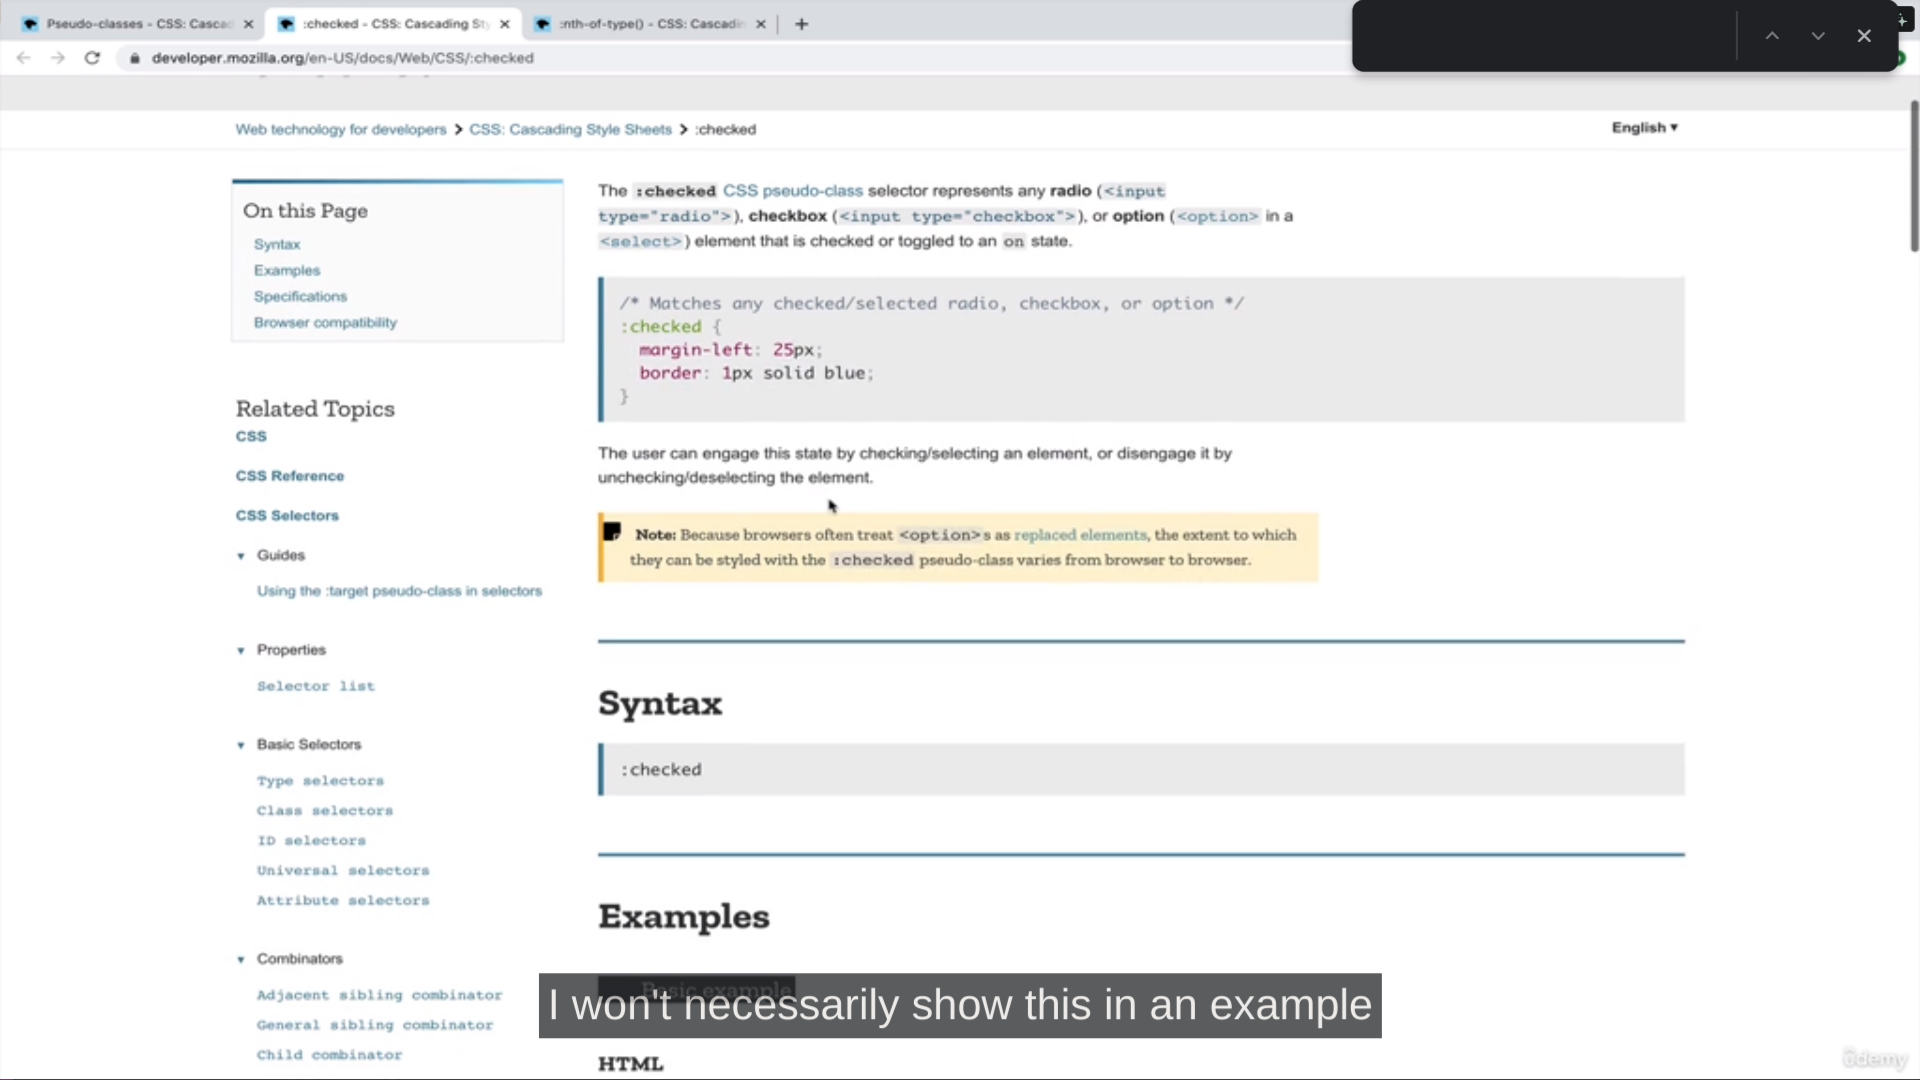 Pseudo-classes - CSS: Cascad
:checked - CSS: Cascading Sty
:nth-of-type() - CSS: Cascadin
developer.mozilla.org/en-US/docs/Web/CSS/:checked
Web technology for developers > CSS: Cascading Style Sheets > :checked
English ▾
On this Page
Syntax
Examples
Specifications
Browser compatibility
Related Topics
CSS
CSS Reference
CSS Selectors
Guides
Using the :target pseudo-class in selectors
Properties
Selector list
Basic Selectors
Type selectors
Class selectors
ID selectors
Universal selectors
Attribute selectors
Combinators
Adjacent sibling combinator
General sibling combinator
Child combinator
The :checked CSS pseudo-class selector represents any radio (<input
type="radio">), checkbox (<input type="checkbox">), or option (<option> in a
<select>) element that is checked or toggled to an on state.
/* Matches any checked/selected radio, checkbox, or option */
:checked {
margin-left: 25px;
border: 1px solid blue;
}
The user can engage this state by checking/selecting an element, or disengage it by
unchecking/deselecting the element.
Note: Because browsers often treat <option>s as replaced elements, the extent to which
they can be styled with the :checked pseudo-class varies from browser to browser.
Syntax
:checked
Examples
Basic example
I won't necessarily show this in an example
HTML
ûdemy